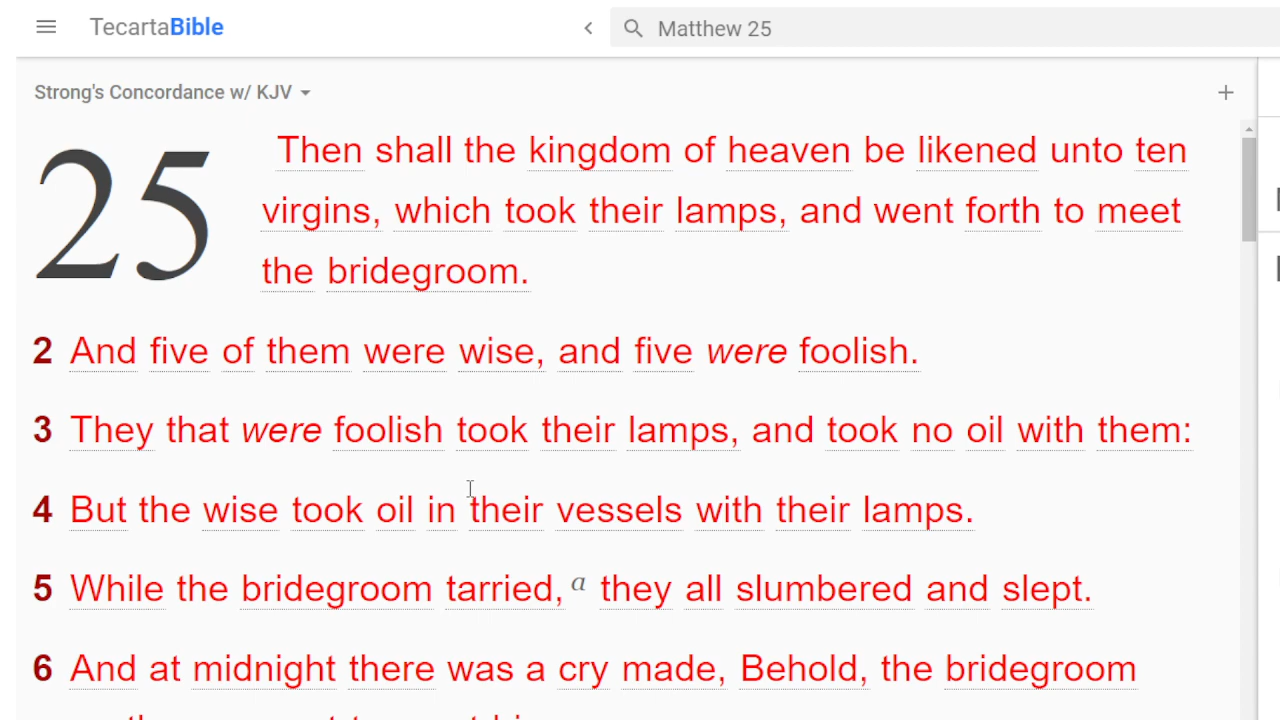 TecartaBible
Matthew 25
Strong's Concordance w/ KJV
25 Then shall the kingdom of heaven be likened unto ten
virgins, which took their lamps, and went forth to meet
the bridegroom.
2 And five of them were wise, and five were foolish.
3 They that were foolish took their lamps, and took no oil with them:
4 But the wise took oil in their vessels with their lamps.
5 While the bridegroom tarried, a they all slumbered and slept.
6 And at midnight there was a cry made, Behold, the bridegroom